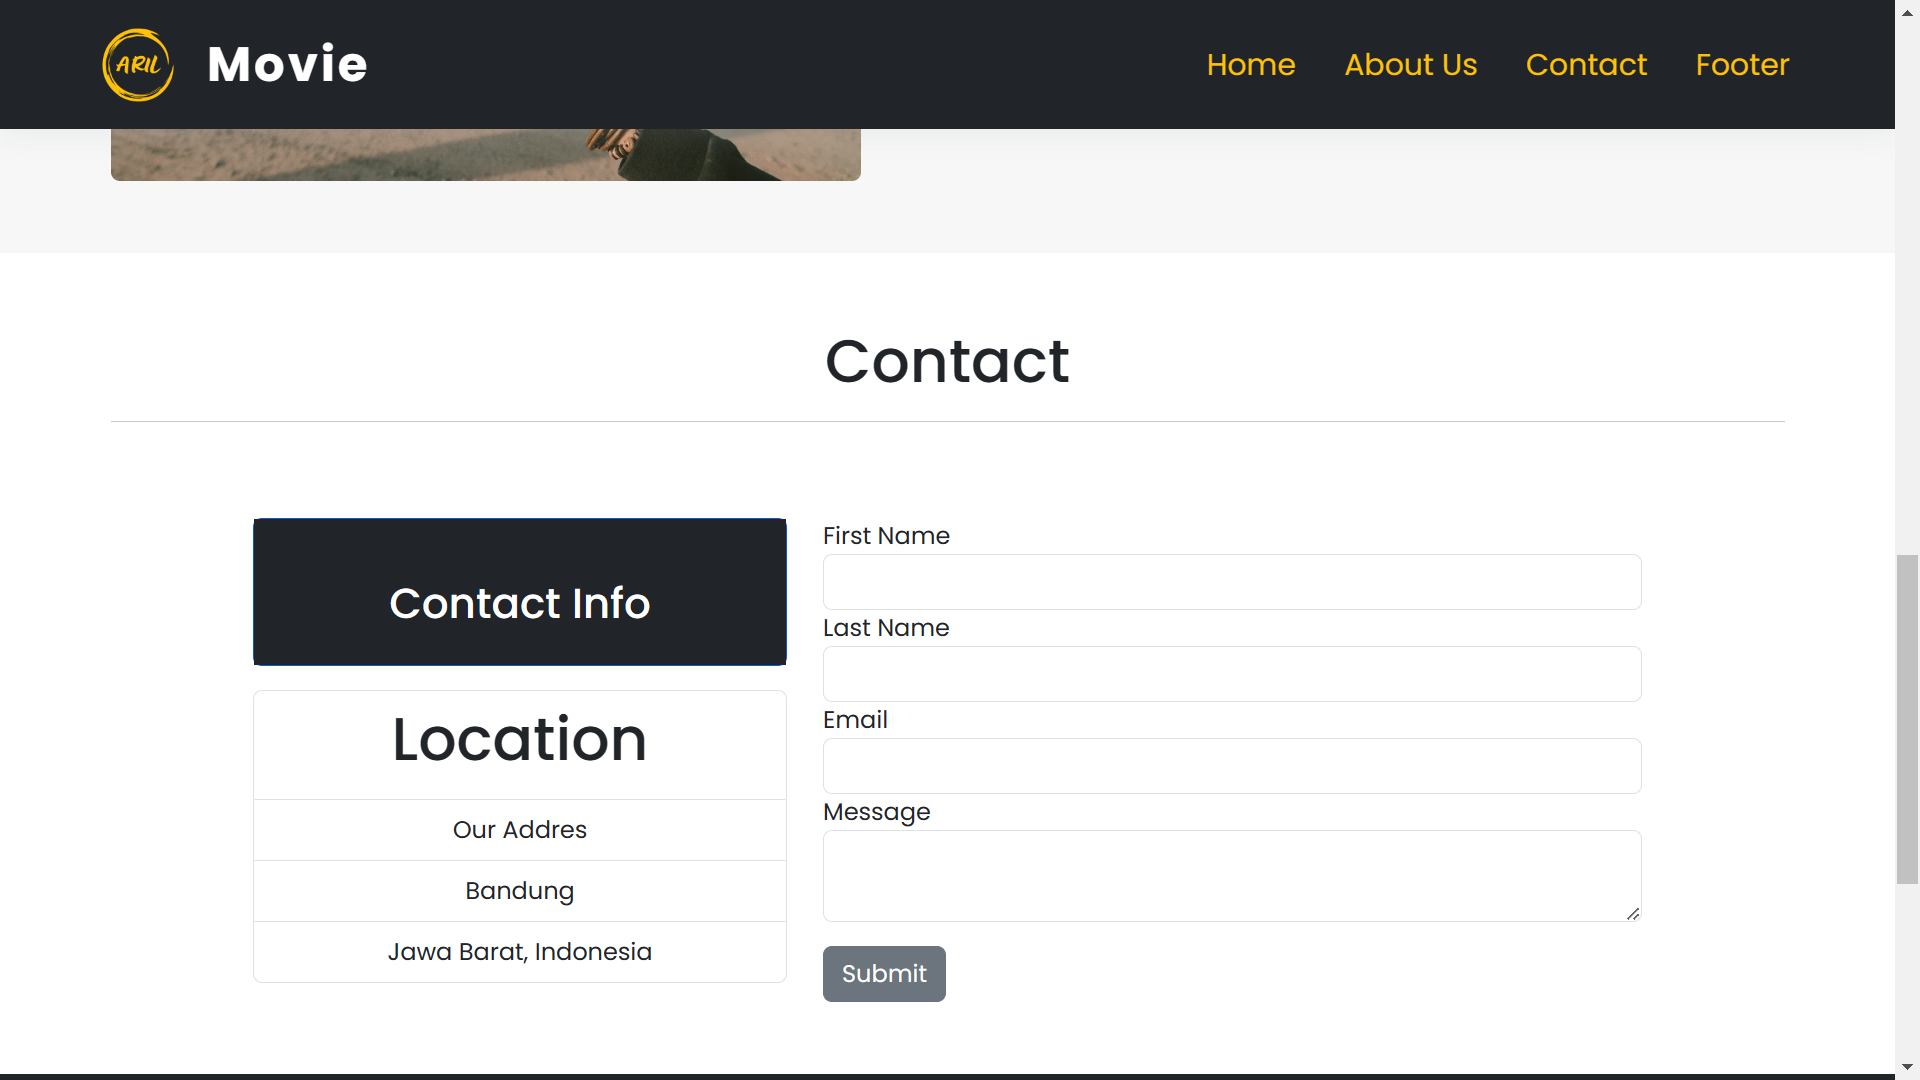 ARIL
Movie
Home
About Us
Contact
Footer
Contact
Contact Info
Location
Our Addres
Bandung
Jawa Barat, Indonesia
First Name
Last Name
Email
Message
Submit